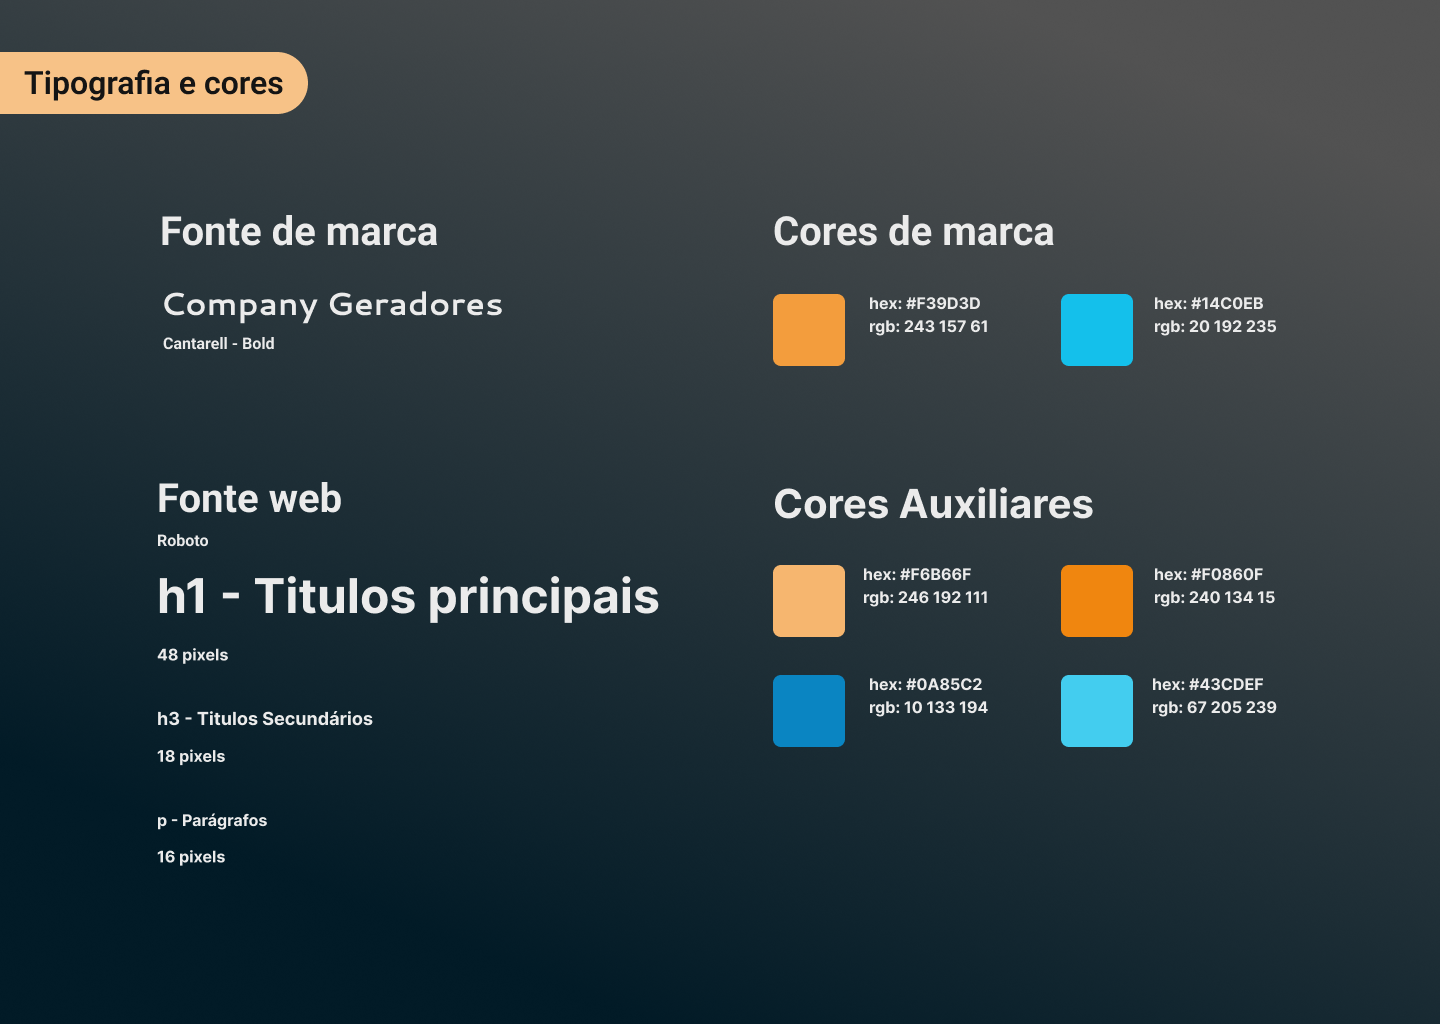 Tipografia e cores
Fonte de marca
Company Geradores
Cantarell - Bold
Fonte web
Roboto
h1 - Titulos principais
48 pixels
h3 - Titulos Secundários
18 pixels
p - Parágrafos
16 pixels
Cores de marca
hex: #F39D3D
rgb: 243 157 61
hex: #14C0EB
rgb: 20 192 235
Cores Auxiliares
hex: #F6B66F
rgb: 246 192 111
hex: #F0860F
rgb: 240 134 15
hex: #0A85C2
rgb: 10 133 194
hex: #43CDEF
rgb: 67 205 239